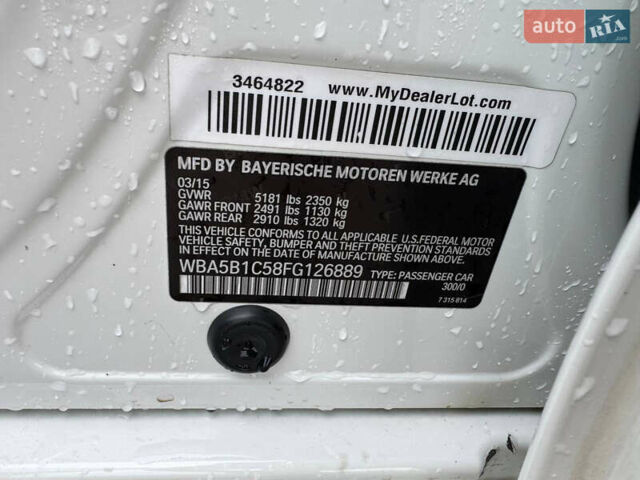 auto RIA .com
3464822 www.MyDealerLot.com
MFD BY BAYERISCHE MOTOREN WERKE AG
03/15
GVWR 5181 lbs 2350 kg
GAWR FRONT 2491 lbs 1130 kg
GAWR REAR 2910 lbs 1320 kg
THIS VEHICLE CONFORMS TO ALL APPLICABLE U.S.FEDERAL MOTOR
VEHICLE SAFETY, BUMPER AND THEFT PREVENTION STANDARDS
IN EFFECT ON THE DATE OF MANUFACTURE SHOWN ABOVE.
WBA5B1C58FG126889 TYPE: PASSENGER CAR
300/0
7 315 814